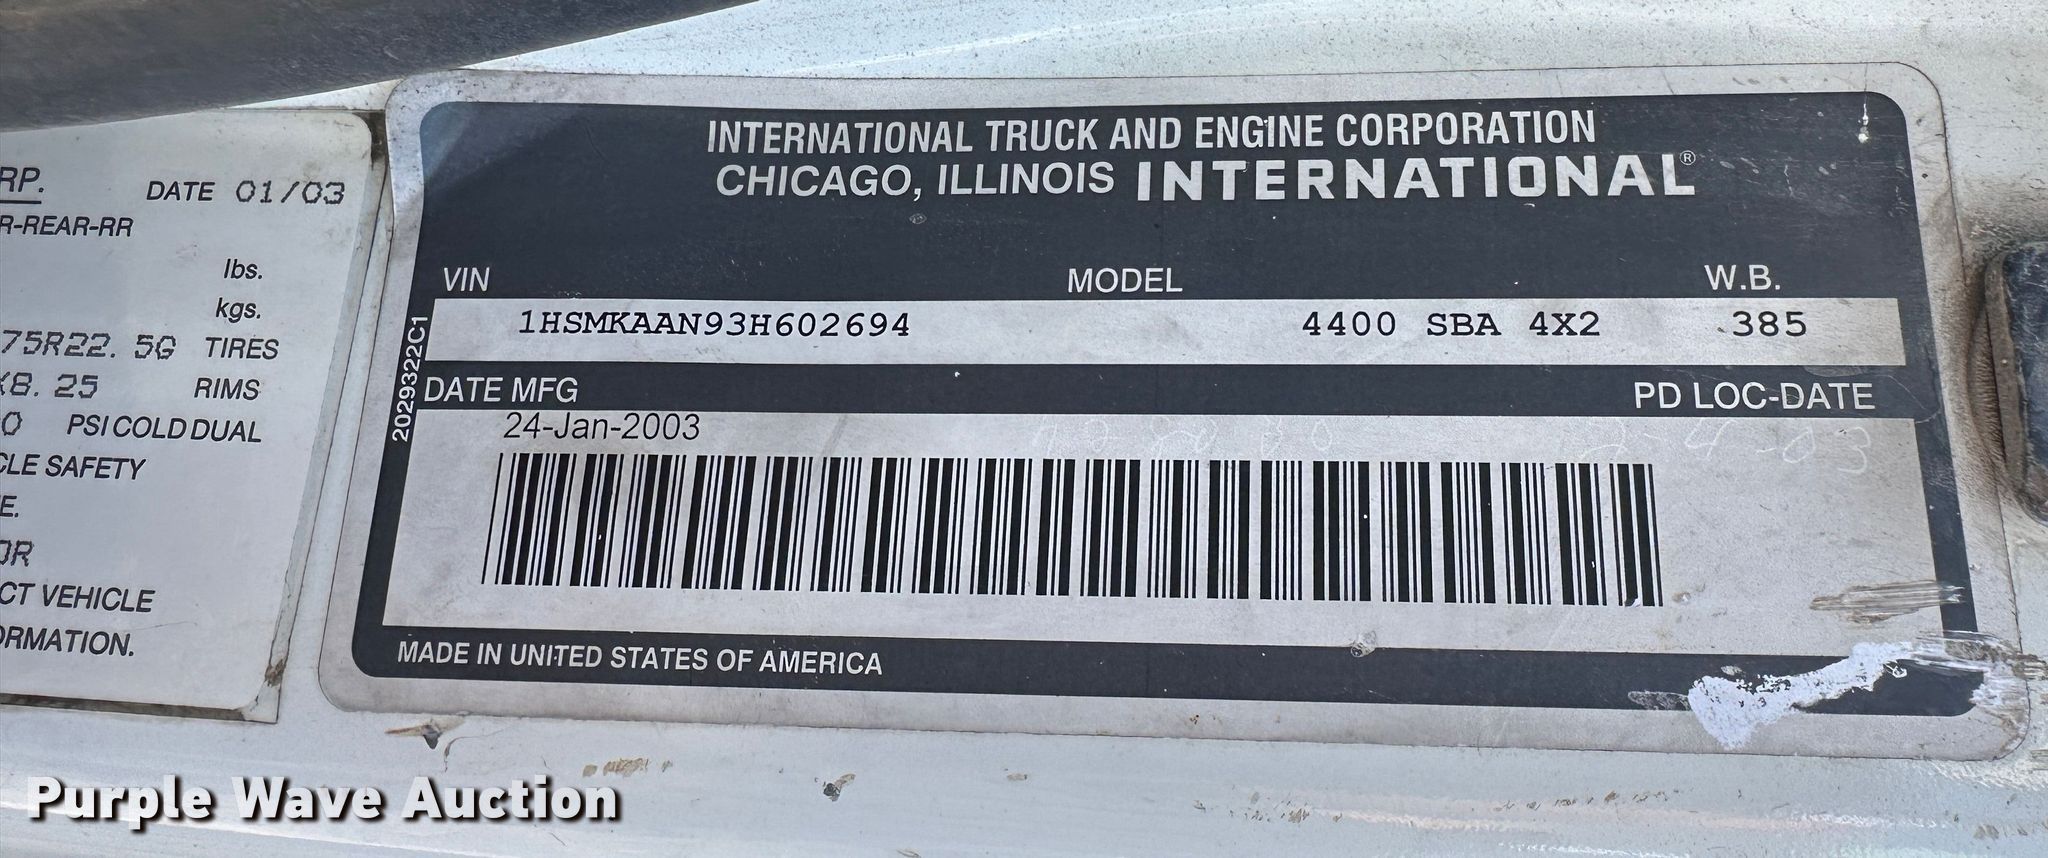 RP. DATE 01/03
R-REAR-RR
lbs.
kgs.
75R22.5G TIRES
X8.25 RIMS
0 PSI COLD DUAL
CLE SAFETY
E.
OR
CT VEHICLE
ORMATION.
INTERNATIONAL TRUCK AND ENGINE CORPORATION
CHICAGO, ILLINOIS INTERNATIONAL®
VIN MODEL W.B.
1HSMKAAN93H602694 4400 SBA 4X2 385
2029322C1
DATE MFG PD LOC-DATE
24-Jan-2003
MADE IN UNITED STATES OF AMERICA
Purple Wave Auction